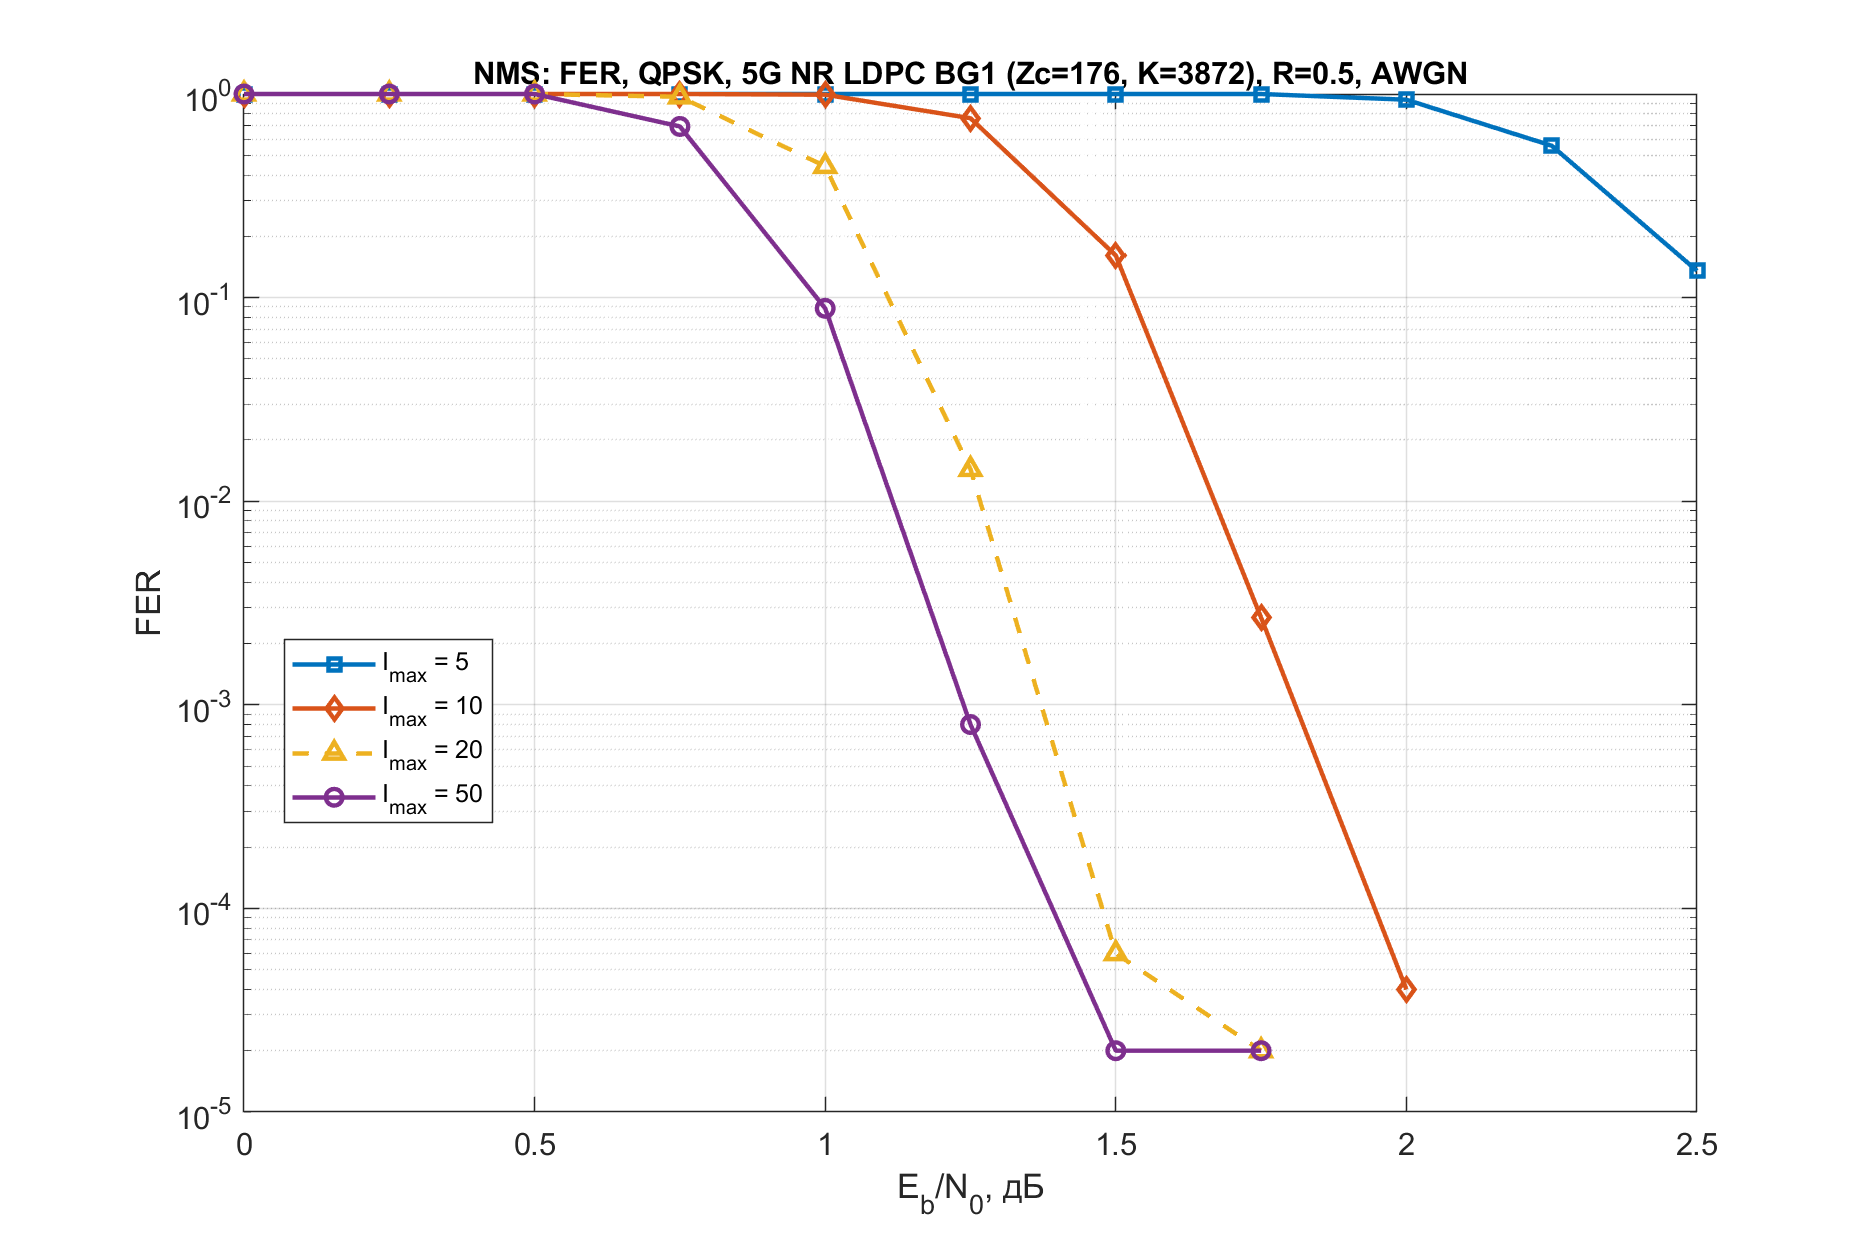 NMS: FER, QPSK, 5G NR LDPC BG1 (Zc=176, K=3872), R=0.5, AWGN
10^0
10^-1
10^-2
10^-3
10^-4
10^-5
FER
I_max = 5
I_max = 10
I_max = 20
I_max = 50
0 0.5 1 1.5 2 2.5
E_b/N_0, дБ